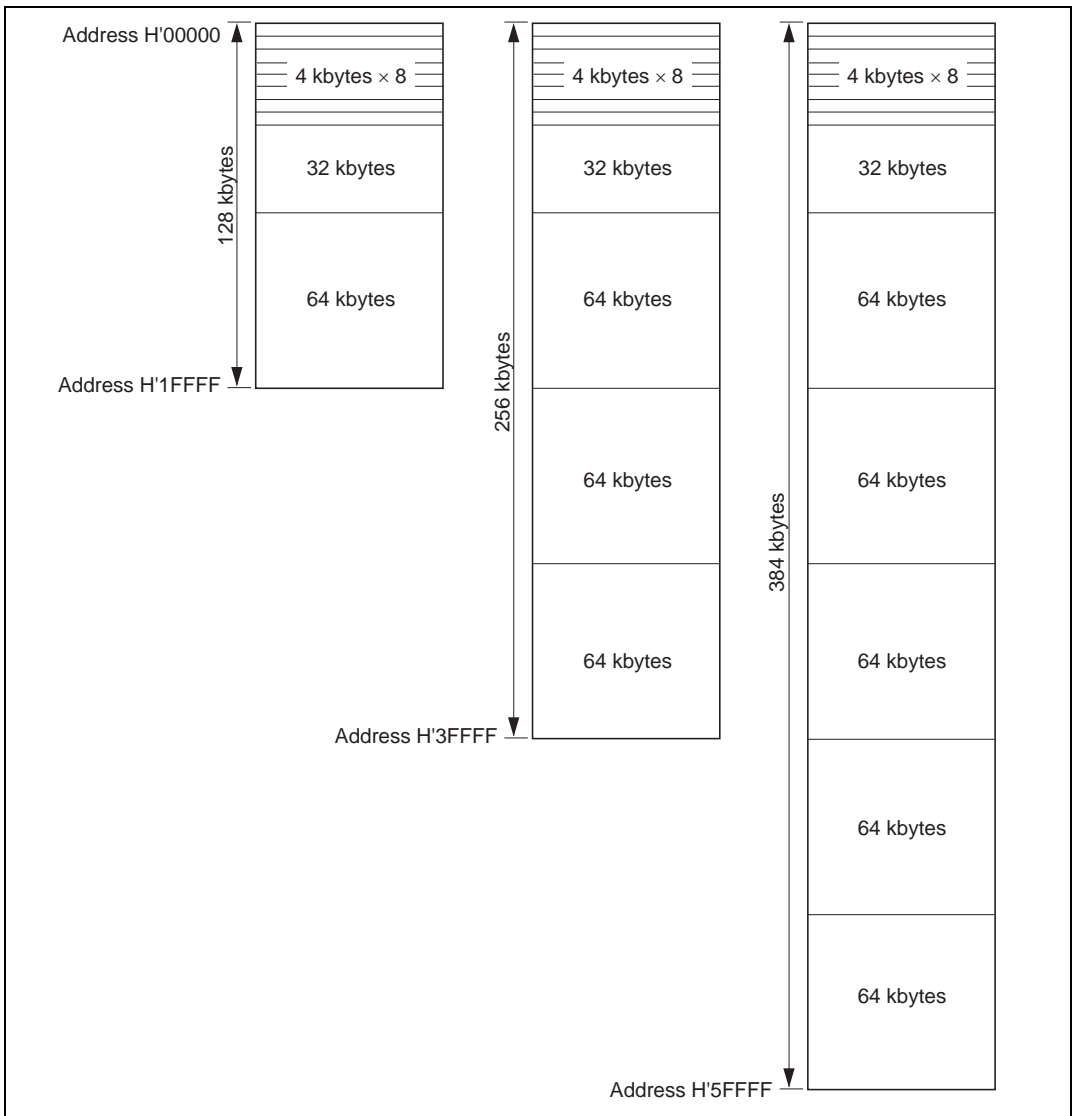 Address H'00000
4 kbytes × 8
4 kbytes × 8
4 kbytes × 8
32 kbytes
32 kbytes
32 kbytes
128 kbytes
64 kbytes
64 kbytes
64 kbytes
Address H'1FFFF
256 kbytes
64 kbytes
64 kbytes
384 kbytes
64 kbytes
64 kbytes
Address H'3FFFF
64 kbytes
64 kbytes
Address H'5FFFF